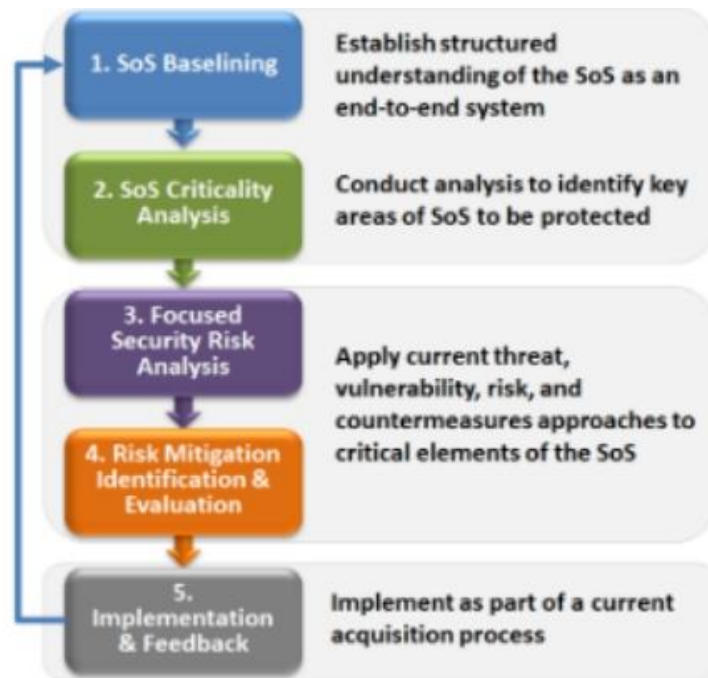 1. SoS Baselining
Establish structured
understanding of the SoS as an
end-to-end system
2. SoS Criticality
Analysis
Conduct analysis to identify key
areas of SoS to be protected
3. Focused
Security Risk
Analysis
Apply current threat,
vulnerability, risk, and
countermeasures approaches to
critical elements of the SoS
4. Risk Mitigation
Identification &
Evaluation
5.
Implementation
& Feedback
Implement as part of a current
acquisition process